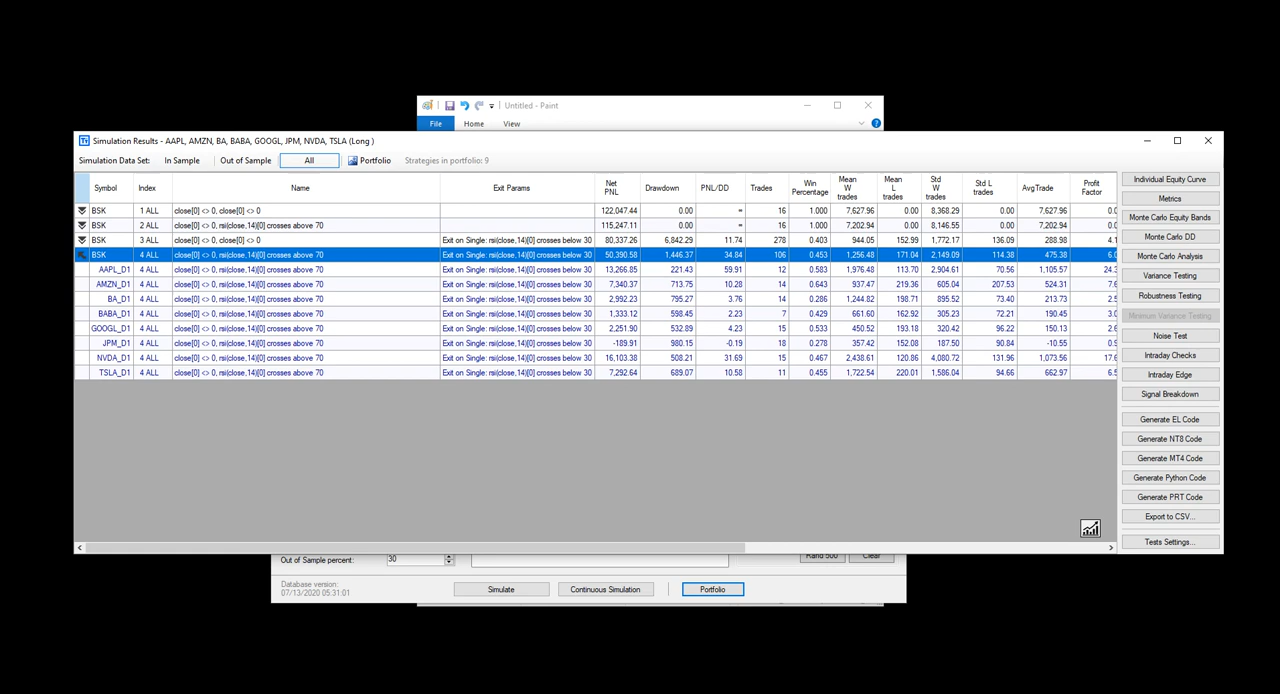 Untitled - Paint
File Home View
Simulation Results - AAPL, AMZN, BA, BABA, GOOGL, JPM, NVDA, TSLA (Long )
Simulation Data Set: In Sample Out of Sample All Portfolio Strategies in portfolio: 9
Symbol Index Name Exit Params Net PNL Drawdown PNL/DD Trades Win Percentage Mean W trades Mean L trades Std W trades Std L trades AvgTrade Profit Factor
BSK 1 ALL close[0] <> 0, close[0] <> 0 122,047.44 0.00 16 1.000 7,627.96 0.00 8,368.29 0.00 7,627.96 0.0
BSK 2 ALL close[0] <> 0, rsi(close,14)[0] crosses above 70 115,247.11 0.00 16 1.000 7,202.94 0.00 8,146.55 0.00 7,202.94 0.0
BSK 3 ALL close[0] <> 0, close[0] <> 0 Exit on Single: rsi(close,14)[0] crosses below 30 80,337.26 6,842.29 11.74 278 0.403 944.05 152.99 1,772.17 136.09 288.98 4.1
BSK 4 ALL close[0] <> 0, rsi(close,14)[0] crosses above 70 Exit on Single: rsi(close,14)[0] crosses below 30 50,390.58 1,446.37 34.84 106 0.453 1,256.48 171.04 2,149.09 114.38 475.38 6.0
AAPL_D1 4 ALL close[0] <> 0, rsi(close,14)[0] crosses above 70 Exit on Single: rsi(close,14)[0] crosses below 30 13,266.85 221.43 59.91 12 0.583 1,976.48 113.70 2,904.61 70.56 1,105.57 24.3
AMZN_D1 4 ALL close[0] <> 0, rsi(close,14)[0] crosses above 70 Exit on Single: rsi(close,14)[0] crosses below 30 7,340.37 713.75 10.28 14 0.643 937.47 219.36 605.04 207.53 524.31 7.6
BA_D1 4 ALL close[0] <> 0, rsi(close,14)[0] crosses above 70 Exit on Single: rsi(close,14)[0] crosses below 30 2,992.23 795.27 3.76 14 0.286 1,244.82 198.71 895.52 73.40 213.73 2.5
BABA_D1 4 ALL close[0] <> 0, rsi(close,14)[0] crosses above 70 Exit on Single: rsi(close,14)[0] crosses below 30 1,333.12 598.45 2.23 7 0.429 661.60 162.92 305.23 72.21 190.45 3.0
GOOGL_D1 4 ALL close[0] <> 0, rsi(close,14)[0] crosses above 70 Exit on Single: rsi(close,14)[0] crosses below 30 2,251.90 532.89 4.23 15 0.533 450.52 193.18 320.42 96.22 150.13 2.6
JPM_D1 4 ALL close[0] <> 0, rsi(close,14)[0] crosses above 70 Exit on Single: rsi(close,14)[0] crosses below 30 -189.91 980.15 -0.19 18 0.278 357.42 152.08 187.50 90.84 -10.55 0.9
NVDA_D1 4 ALL close[0] <> 0, rsi(close,14)[0] crosses above 70 Exit on Single: rsi(close,14)[0] crosses below 30 16,103.38 508.21 31.69 15 0.467 2,438.61 120.86 4,080.72 131.96 1,073.56 17.6
TSLA_D1 4 ALL close[0] <> 0, rsi(close,14)[0] crosses above 70 Exit on Single: rsi(close,14)[0] crosses below 30 7,292.64 689.07 10.58 11 0.455 1,722.54 220.01 1,586.04 94.66 662.97 6.5
Individual Equity Curve
Metrics
Monte Carlo Equity Bands
Monte Carlo DD
Monte Carlo Analysis
Variance Testing
Robustness Testing
Minimum Variance Testing
Noise Test
Intraday Checks
Intraday Edge
Signal Breakdown
Generate EL Code
Generate NT8 Code
Generate MT4 Code
Generate Python Code
Generate PRT Code
Export to CSV...
Tests Settings...
Out of Sample percent: 30 Rand 500 Clear
Database version:
07/13/2020 05:31:01
Simulate Continuous Simulation Portfolio